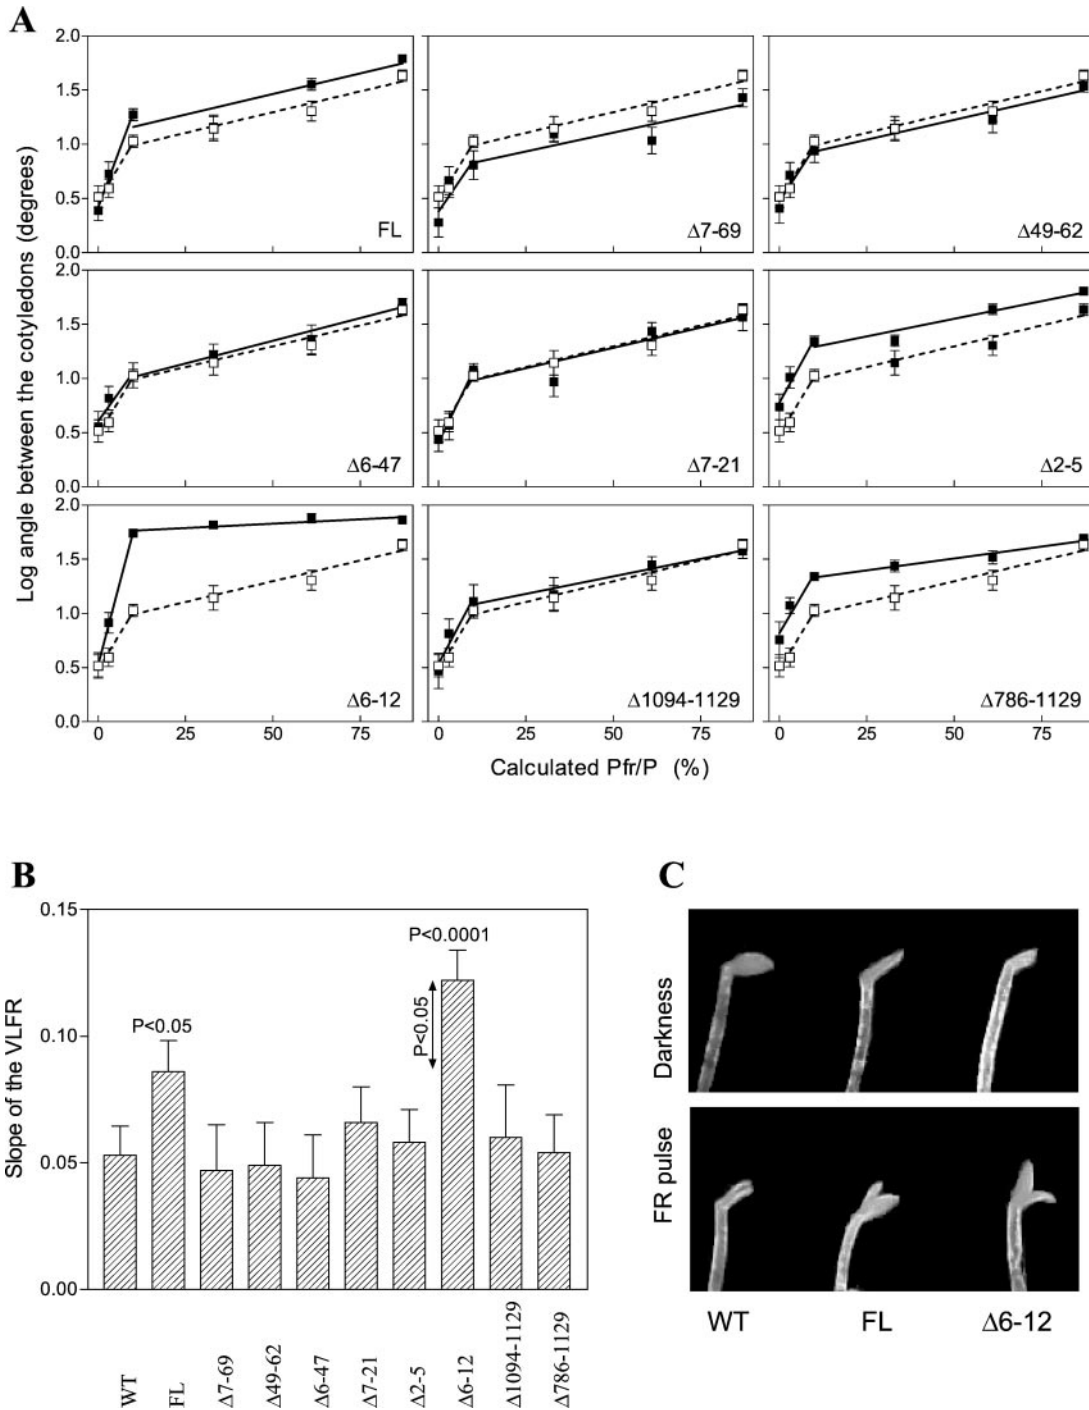 A
Log angle between the cotyledons (degrees)
2.0
1.5
1.0
0.5
0.0
FL
Δ7-69
Δ49-62
2.0
1.5
1.0
0.5
0.0
Δ6-47
Δ7-21
Δ2-5
2.0
1.5
1.0
0.5
0.0
Δ6-12
Δ1094-1129
Δ786-1129
0 25 50 75
0 25 50 75
0 25 50 75
Calculated Pfr/P (%)
B
Slope of the VLFR
0.15
0.10
0.05
0.00
P<0.05
P<0.0001
P<0.05
WT
FL
Δ7-69
Δ49-62
Δ6-47
Δ7-21
Δ2-5
Δ6-12
Δ1094-1129
Δ786-1129
C
Darkness
FR pulse
WT FL Δ6-12